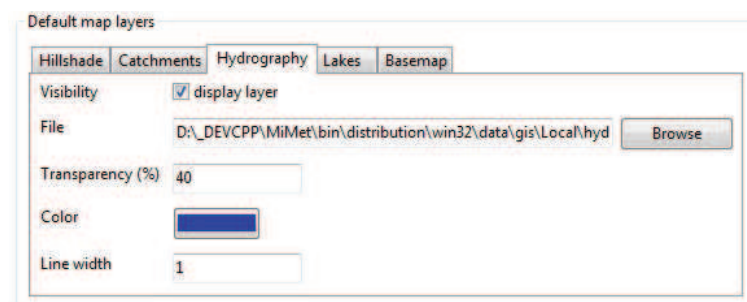 Default map layers
Hillshade Catchments Hydrography Lakes Basemap
Visibility display layer
File D:\_DEVCPP\MiMet\bin\distribution\win32\data\gis\Local\hyd Browse
Transparency (%) 40
Color
Line width 1